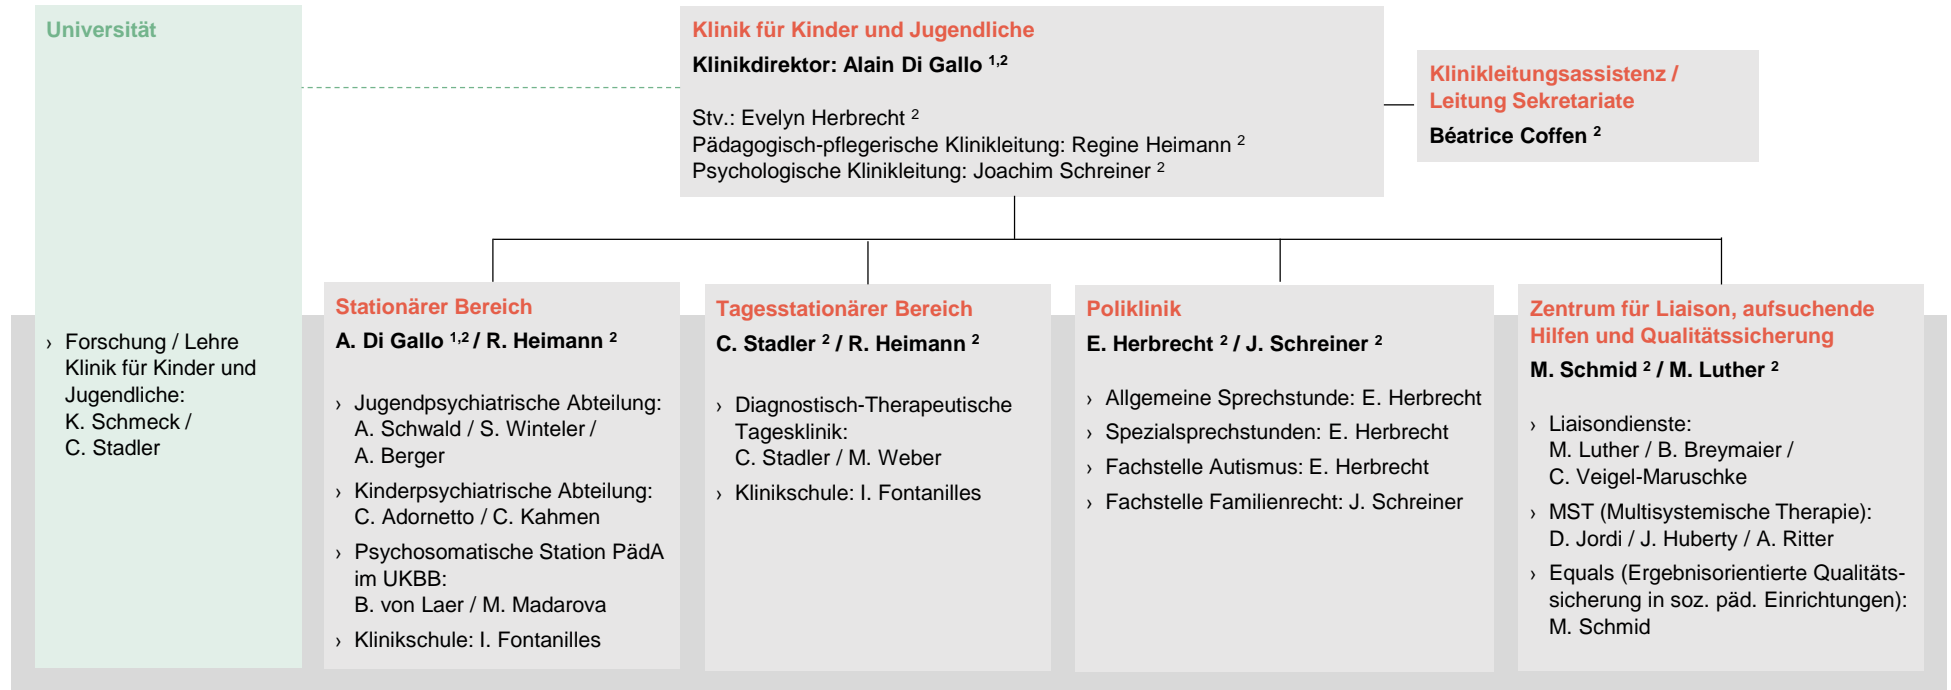 Universität
› Forschung / Lehre
Klinik für Kinder und
Jugendliche:
K. Schmeck /
C. Stadler
Klinik für Kinder und Jugendliche
Klinikdirektor: Alain Di Gallo 1,2
Stv.: Evelyn Herbrecht 2
Pädagogisch-pflegerische Klinikleitung: Regine Heimann 2
Psychologische Klinikleitung: Joachim Schreiner 2
Klinikleitungsassistenz /
Leitung Sekretariate
Béatrice Coffen 2
Stationärer Bereich
A. Di Gallo 1,2 / R. Heimann 2
› Jugendpsychiatrische Abteilung:
A. Schwald / S. Winteler /
A. Berger
› Kinderpsychiatrische Abteilung:
C. Adornetto / C. Kahmen
› Psychosomatische Station PädA
im UKBB:
B. von Laer / M. Madarova
› Klinikschule: I. Fontanilles
Tagesstationärer Bereich
C. Stadler 2 / R. Heimann 2
› Diagnostisch-Therapeutische
Tagesklinik:
C. Stadler / M. Weber
› Klinikschule: I. Fontanilles
Poliklinik
E. Herbrecht 2 / J. Schreiner 2
› Allgemeine Sprechstunde: E. Herbrecht
› Spezialsprechstunden: E. Herbrecht
› Fachstelle Autismus: E. Herbrecht
› Fachstelle Familienrecht: J. Schreiner
Zentrum für Liaison, aufsuchende
Hilfen und Qualitätssicherung
M. Schmid 2 / M. Luther 2
› Liaisondienste:
M. Luther / B. Breymaier /
C. Veigel-Maruschke
› MST (Multisystemische Therapie):
D. Jordi / J. Huberty / A. Ritter
› Equals (Ergebnisorientierte Qualitäts-
sicherung in soz. päd. Einrichtungen):
M. Schmid